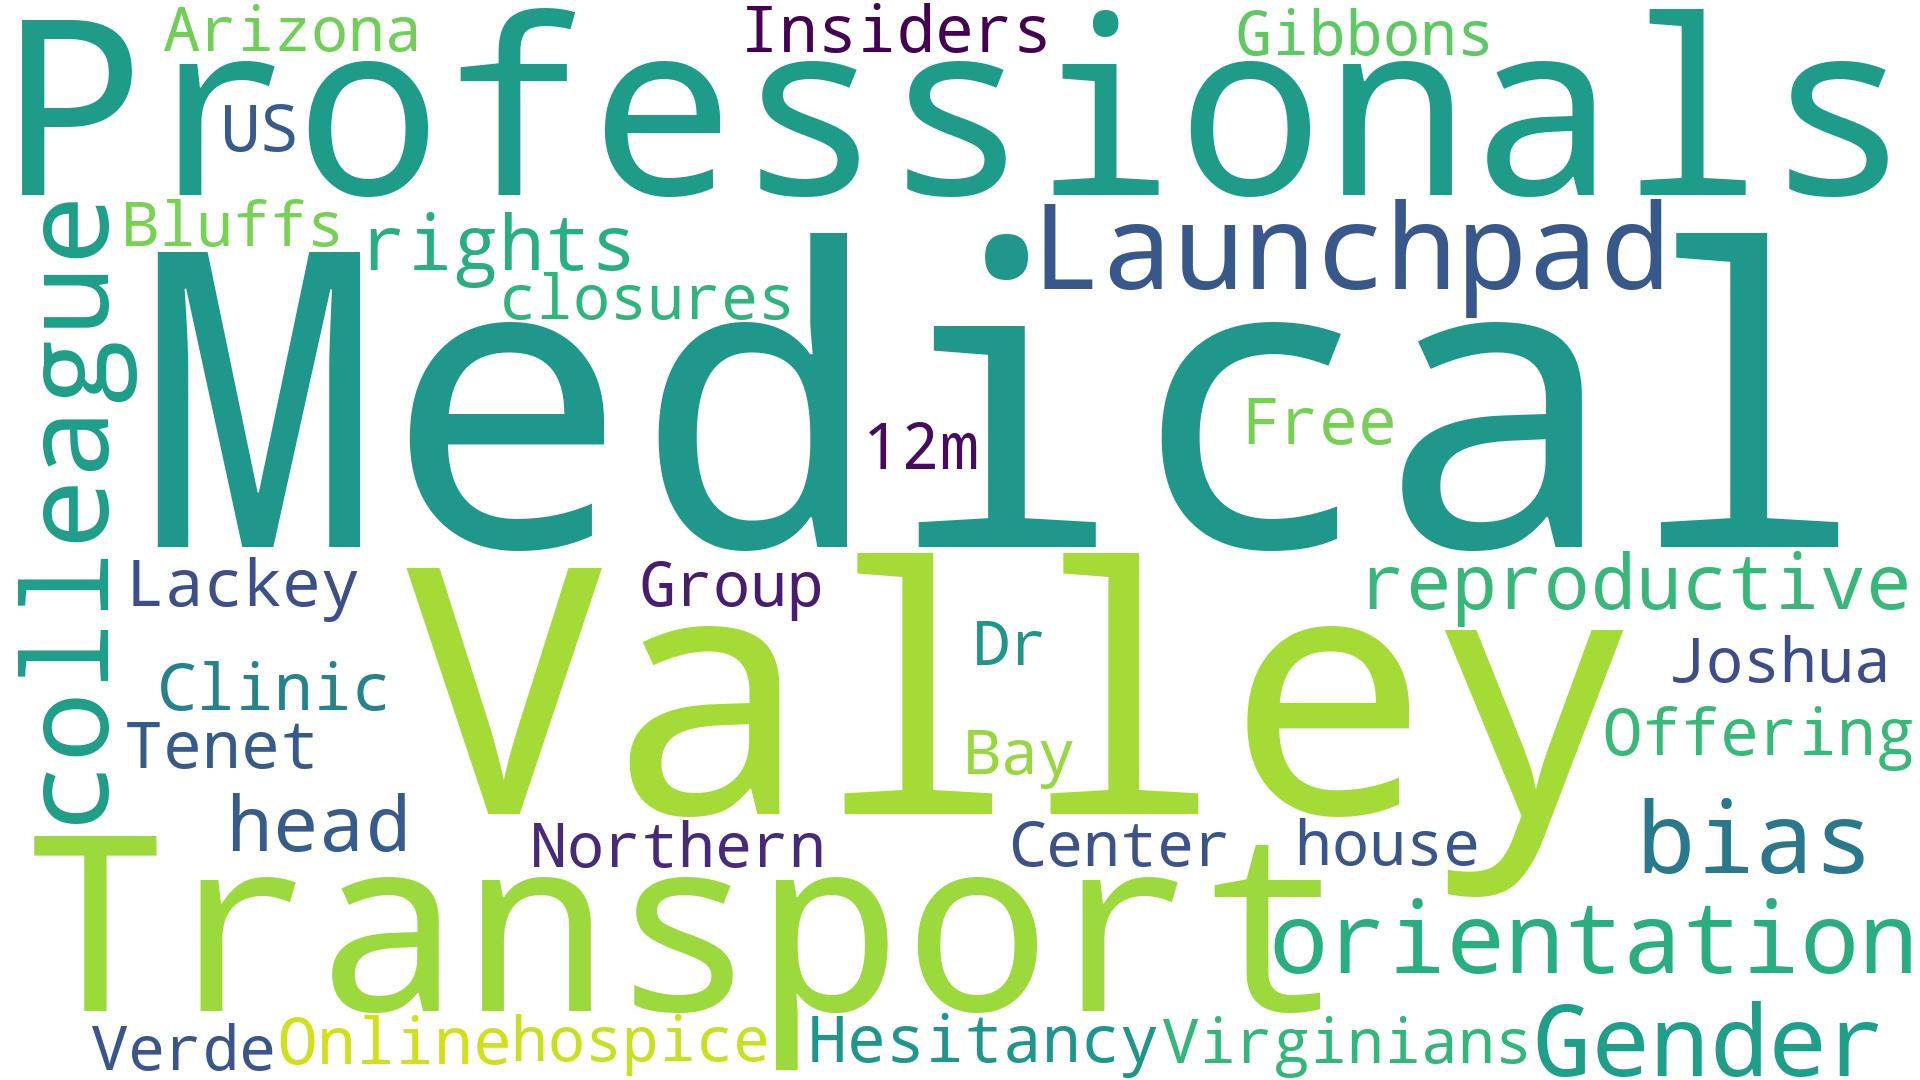 Arizona
Insiders
Gibbons
Professionals
US
Bluffs
rights
Launchpad
closures
colleague
Medical
Free
12m
Lackey
Group
reproductive
Valley
Dr
Joshua
Clinic
Offering
Tenet
Bay
head
Northern
Center
house
bias
Transport
orientation
Verde
Online
hospice
Hesitancy
Virginians
Gender